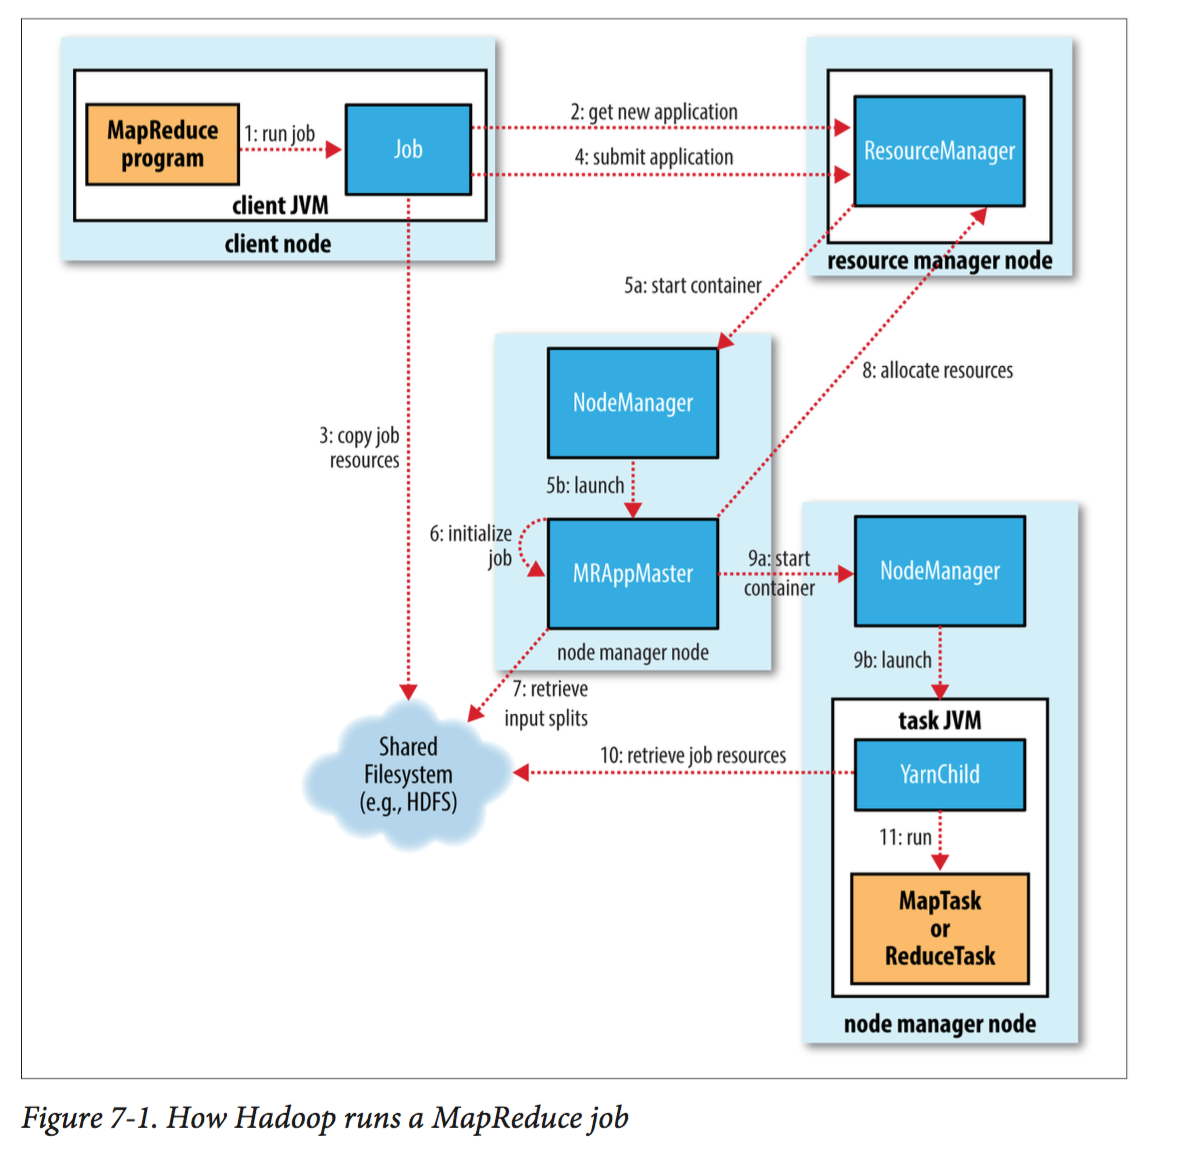 MapReduce
program
1: run job
Job
client JVM
client node
2: get new application
4: submit application
ResourceManager
resource manager node
5a: start container
8: allocate resources
3: copy job
resources
NodeManager
5b: launch
6: initialize
job
MRAppMaster
node manager node
9a: start
container
NodeManager
9b: launch
7: retrieve
input splits
Shared
Filesystem
(e.g., HDFS)
10: retrieve job resources
task JVM
YarnChild
11: run
MapTask
or
ReduceTask
node manager node
Figure 7-1. How Hadoop runs a MapReduce job